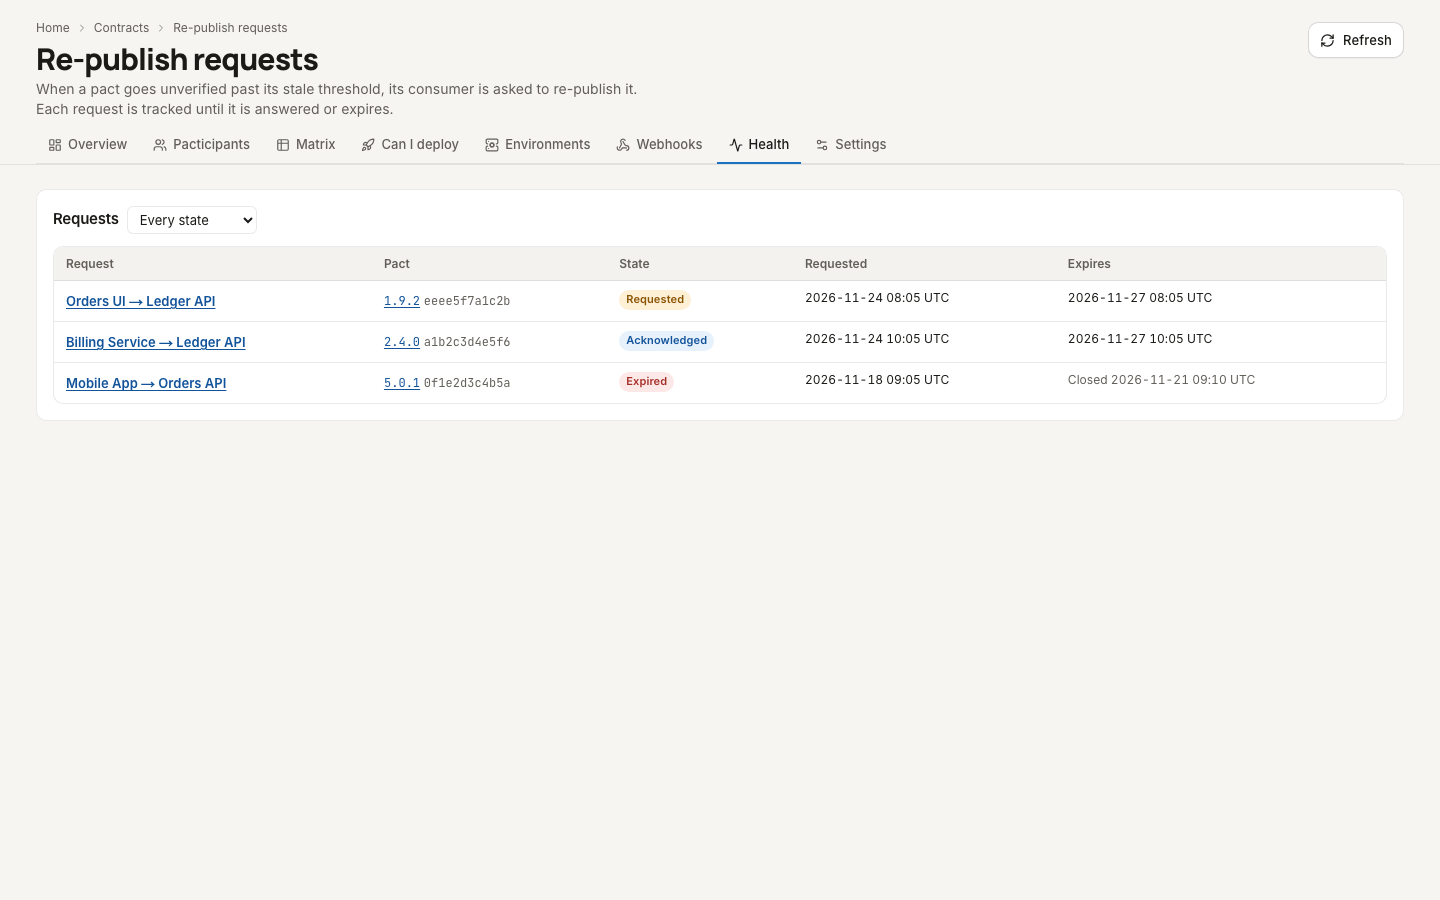 Home > Contracts > Re-publish requests
Re-publish requests
When a pact goes unverified past its stale threshold, its consumer is asked to re-publish it.
Each request is tracked until it is answered or expires.
Refresh
Overview Pacticipants Matrix Can I deploy Environments Webhooks Health Settings
Requests Every state
Request Pact State Requested Expires
Orders UI → Ledger API 1.9.2 eeee5f7a1c2b Requested 2026-11-24 08:05 UTC 2026-11-27 08:05 UTC
Billing Service → Ledger API 2.4.0 a1b2c3d4e5f6 Acknowledged 2026-11-24 10:05 UTC 2026-11-27 10:05 UTC
Mobile App → Orders API 5.0.1 0f1e2d3c4b5a Expired 2026-11-18 09:05 UTC Closed 2026-11-21 09:10 UTC